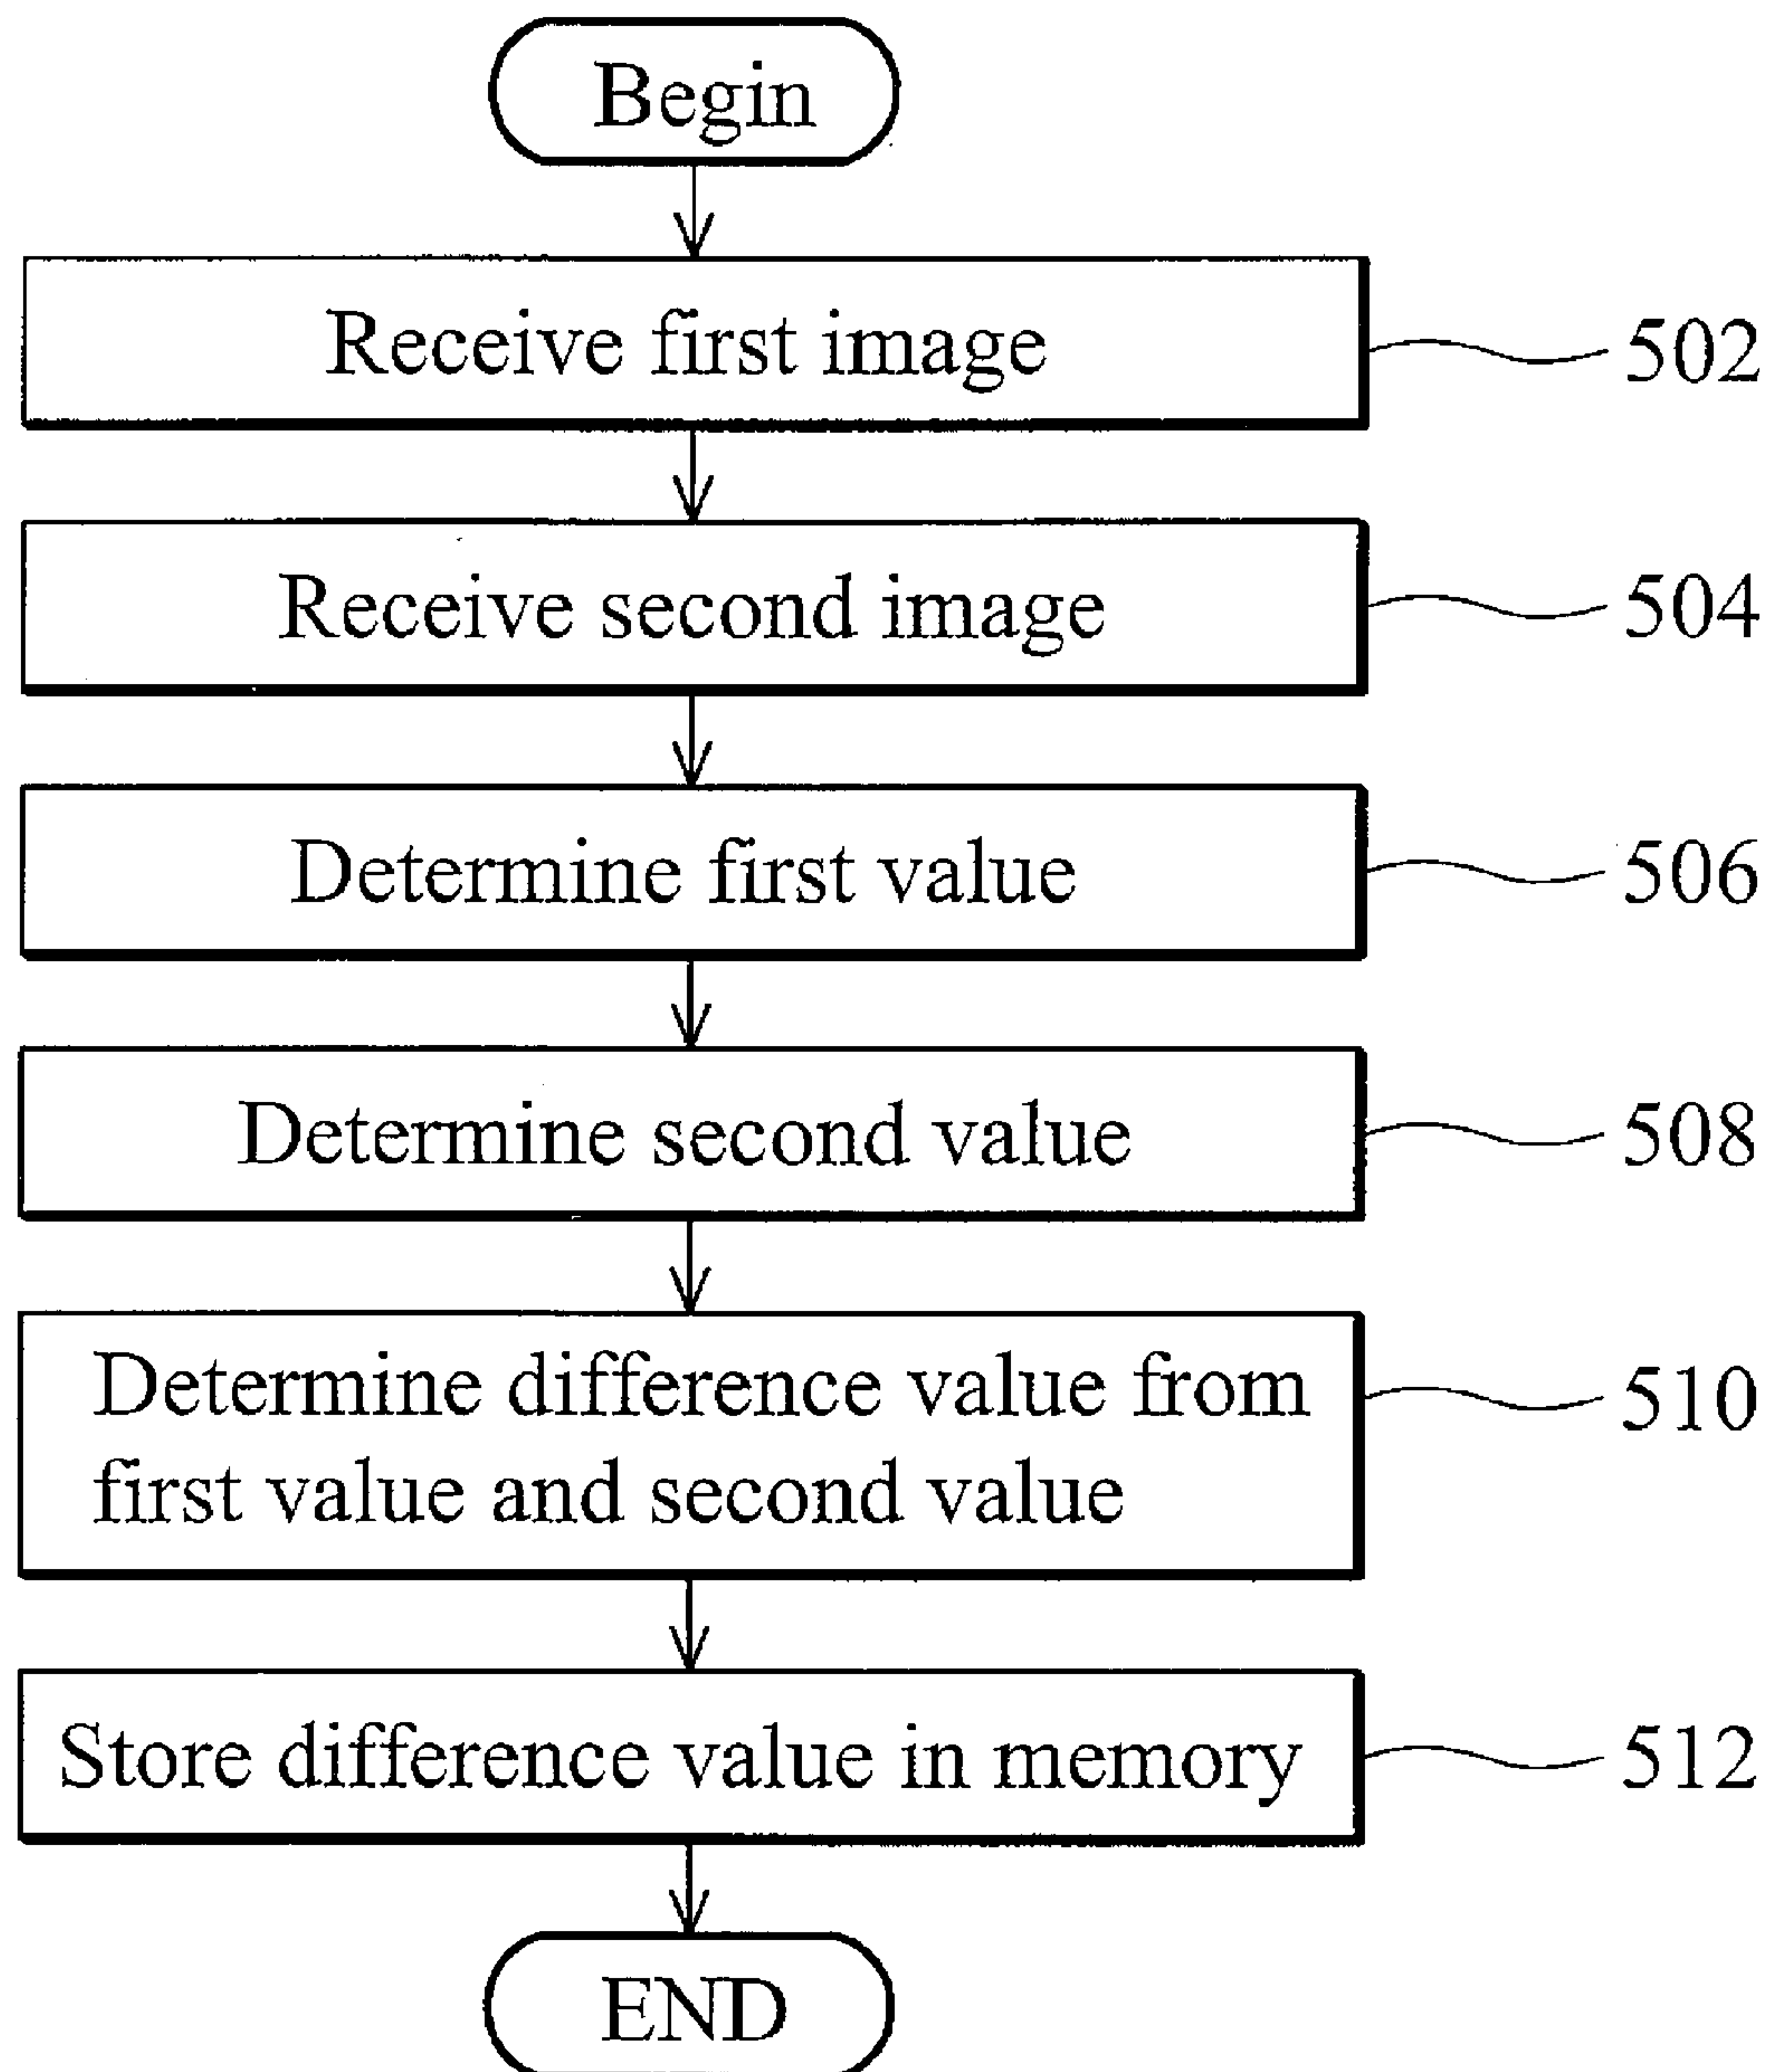 Begin
Receive first image
502
Receive second image
504
Determine first value
506
Determine second value
508
Determine difference value from
first value and second value
510
Store difference value in memory
512
END